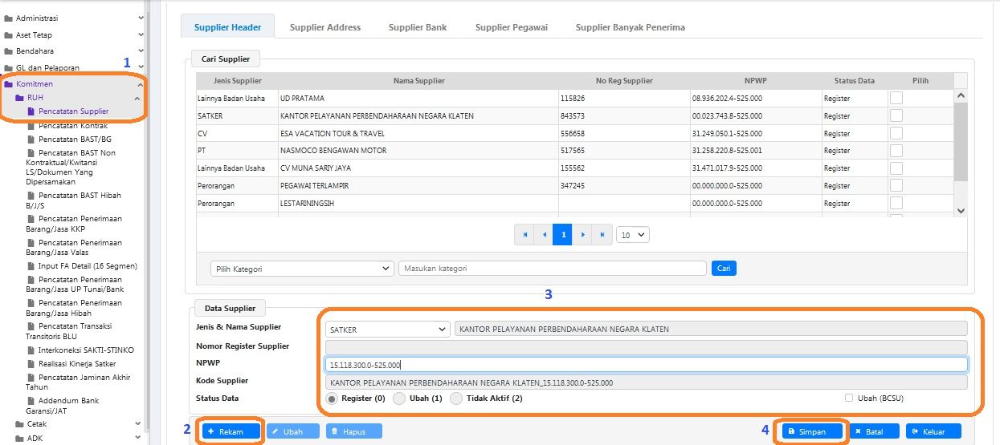 Administrasi
Aset Tetap
Bendahara
GL dan Pelaporan
1
Komitmen
RUH
Pencatatan Supplier
Pencatatan Kontrak
Pencatatan BAST/BG
Pencatatan BAST Non
Kontraktual/Kwitansi
LS/Dokumen Yang
Dipersamakan
Pencatatan BAST Hibah
B/J/S
Pencatatan Penerimaan
Barang/Jasa KKP
Pencatatan Penerimaan
Barang/Jasa Valas
Input FA Detail (16 Segmen)
Pencatatan Penerimaan
Barang/Jasa UP Tunai/Bank
Pencatatan Penerimaan
Barang/Jasa Hibah
Pencatatan Transaksi
Transitoris BLU
Interkoneksi SAKTI-STINKO
Realisasi Kinerja Satker
Pencatatan Jaminan Akhir
Tahun
Addendum Bank
Garansi/JAT
Cetak
ADK
Supplier Header Supplier Address Supplier Bank Supplier Pegawai Supplier Banyak Penerima
Cari Supplier
Jenis Supplier Nama Supplier No Reg Supplier NPWP Status Data Pilih
Lainnya Badan Usaha UD PRATAMA 115826 08.936.202.4-525.000 Register
SATKER KANTOR PELAYANAN PERBENDAHARAAN NEGARA KLATEN 843573 00.023.743.8-525.000 Register
CV ESA VACATION TOUR & TRAVEL 556658 31.249.050.1-525.000 Register
PT NASMOCO BENGAWAN MOTOR 517565 31.258.220.8-525.001 Register
Lainnya Badan Usaha CV MUNA SARIY JAYA 155562 31.471.017.9-525.000 Register
Perorangan PEGAWAI TERLAMPIR 347245 00.000.000.0-525.000 Register
Perorangan LESTARININGSIH 00.000.000.0-525.000 Register
1 10
Pilih Kategori Masukan kategori Cari
3
Data Supplier
Jenis & Nama Supplier SATKER KANTOR PELAYANAN PERBENDAHARAAN NEGARA KLATEN
Nomor Register Supplier
NPWP 15.118.300.0-525.000
Kode Supplier KANTOR PELAYANAN PERBENDAHARAAN NEGARA KLATEN_15.118.300.0-525.000
Status Data Register (0) Ubah (1) Tidak Aktif (2) Ubah (BCSU)
2 Rekam Ubah Hapus 4 Simpan Batal Keluar